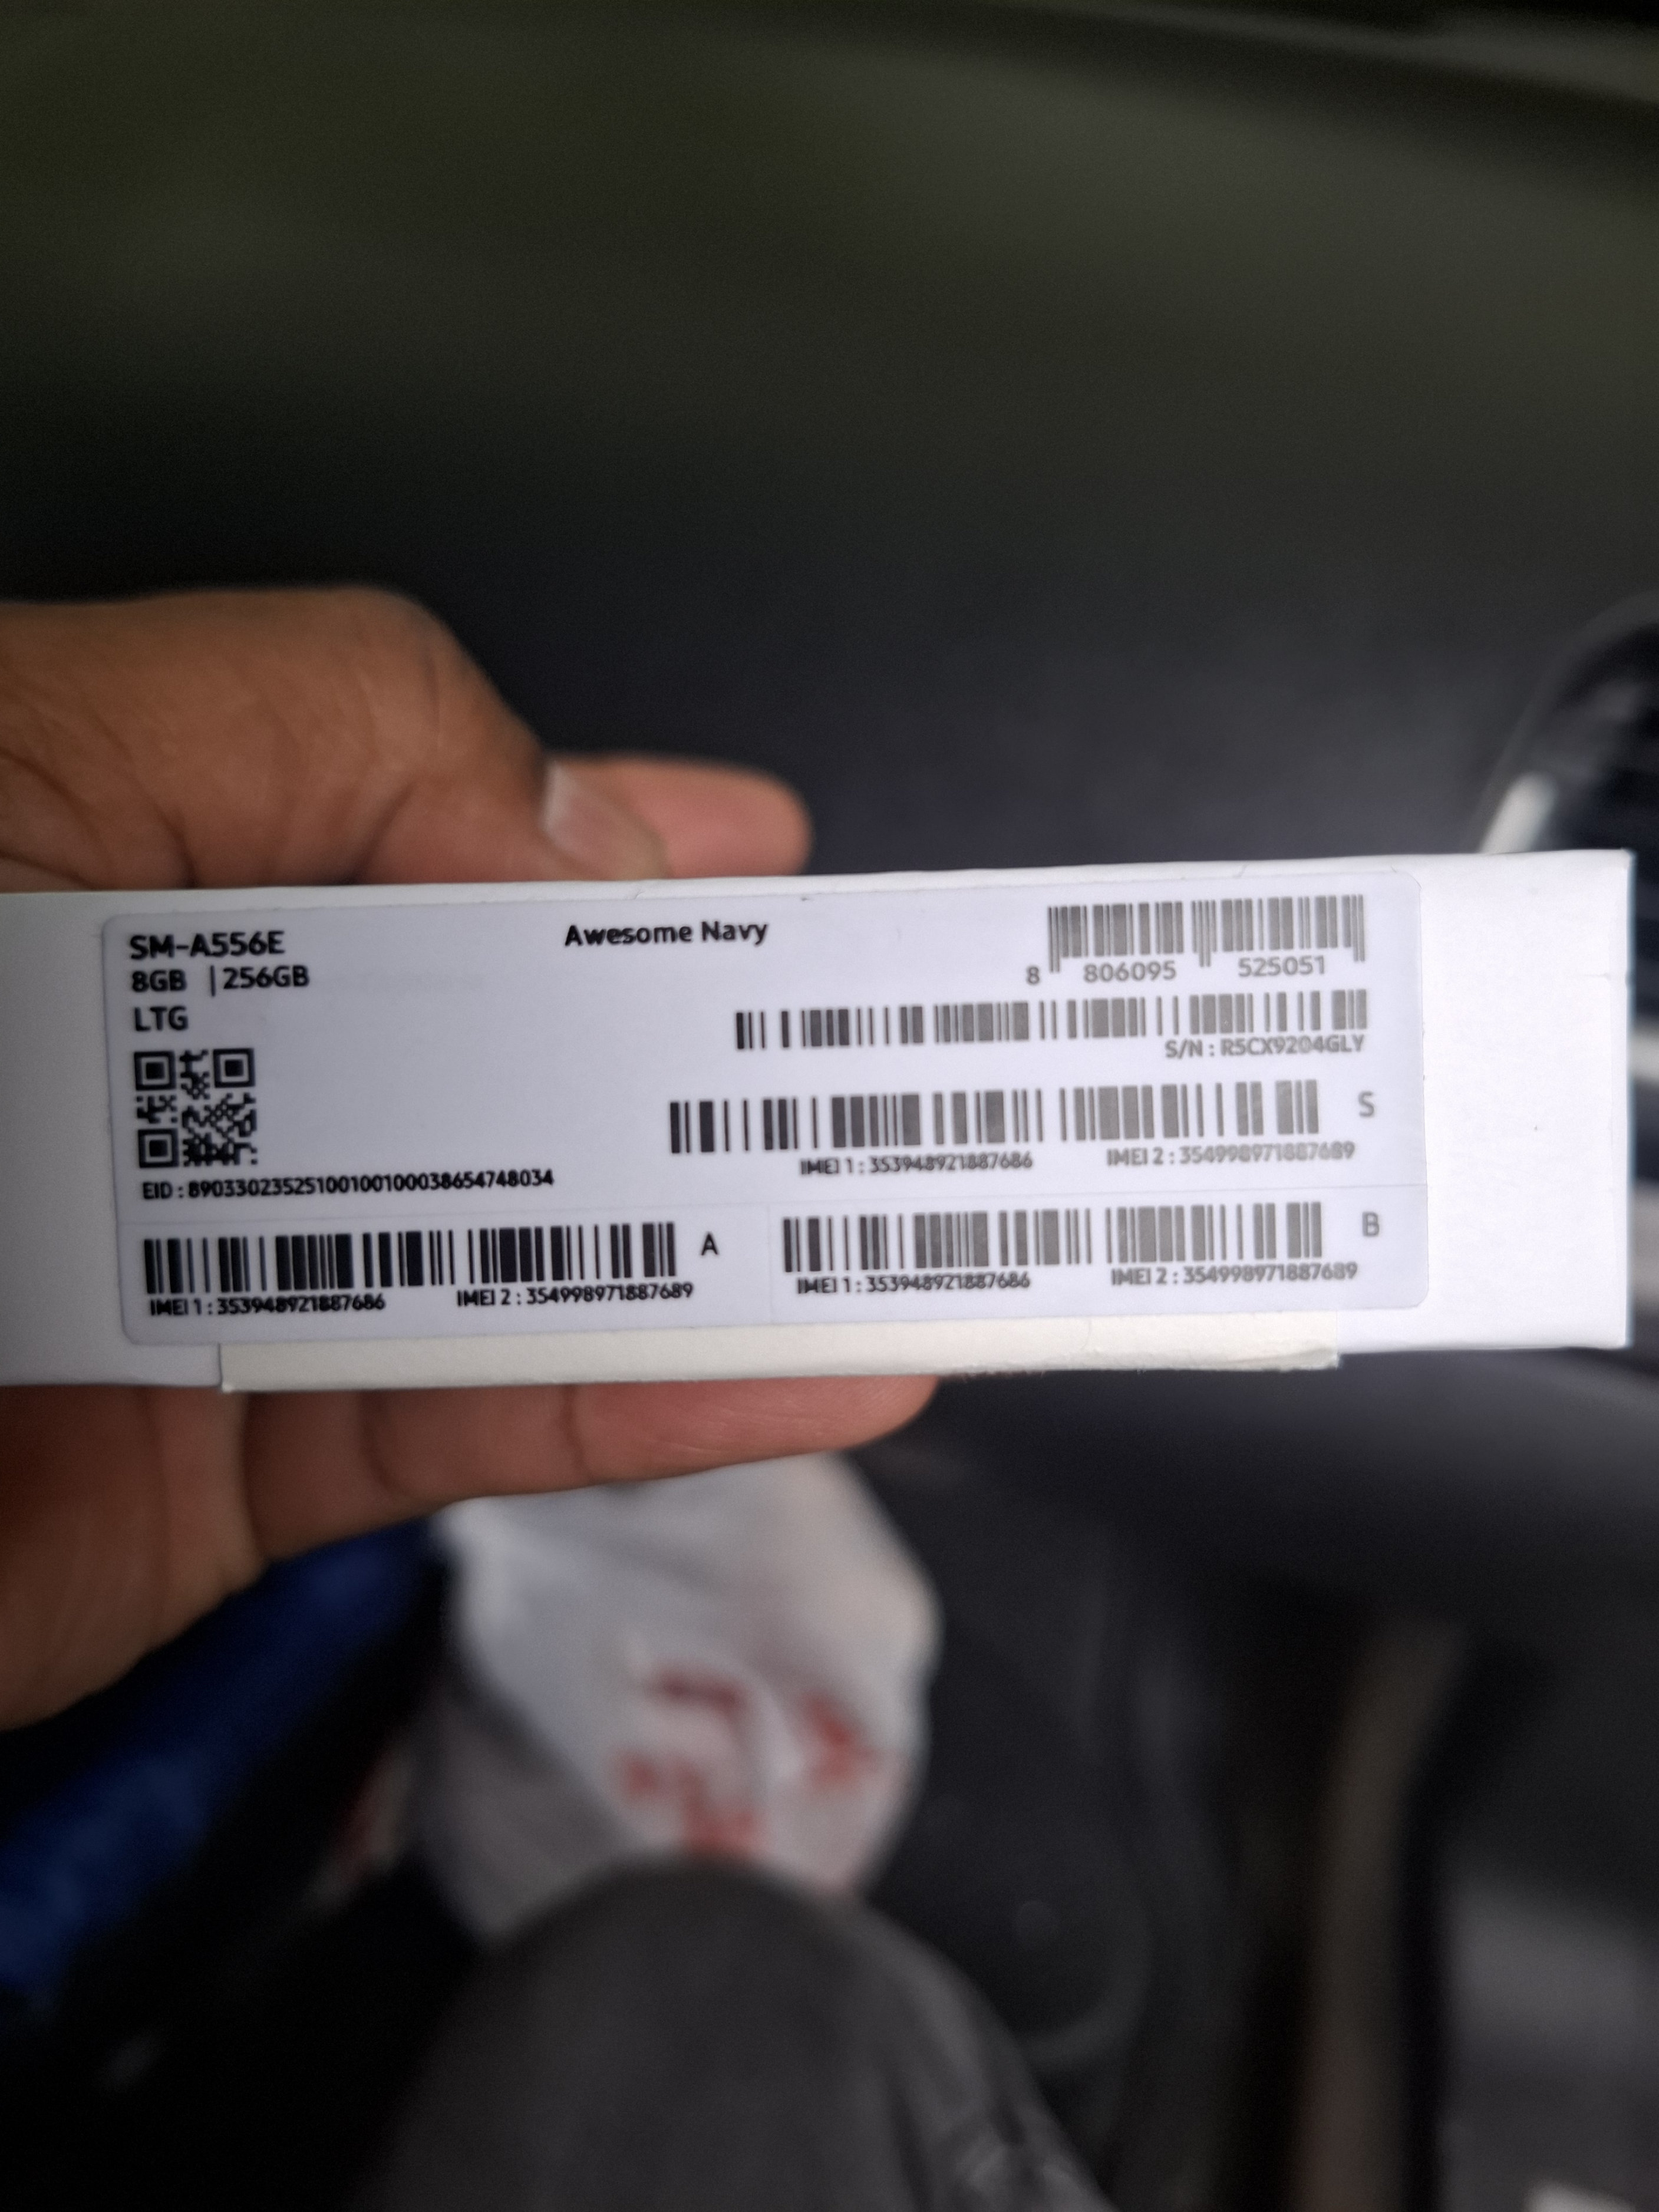 SM-A556E
8GB | 256GB
LTG
Awesome Navy
8 806095 525051
S/N : R5CX9204GLY
S
IMEI 1 : 353948921887686 IMEI 2 : 354998971887689
EID : 89033023525100100100038654748034
A
IMEI 1 : 353948921887686 IMEI 2 : 354998971887689
B
IMEI 1 : 353948921887686 IMEI 2 : 354998971887689